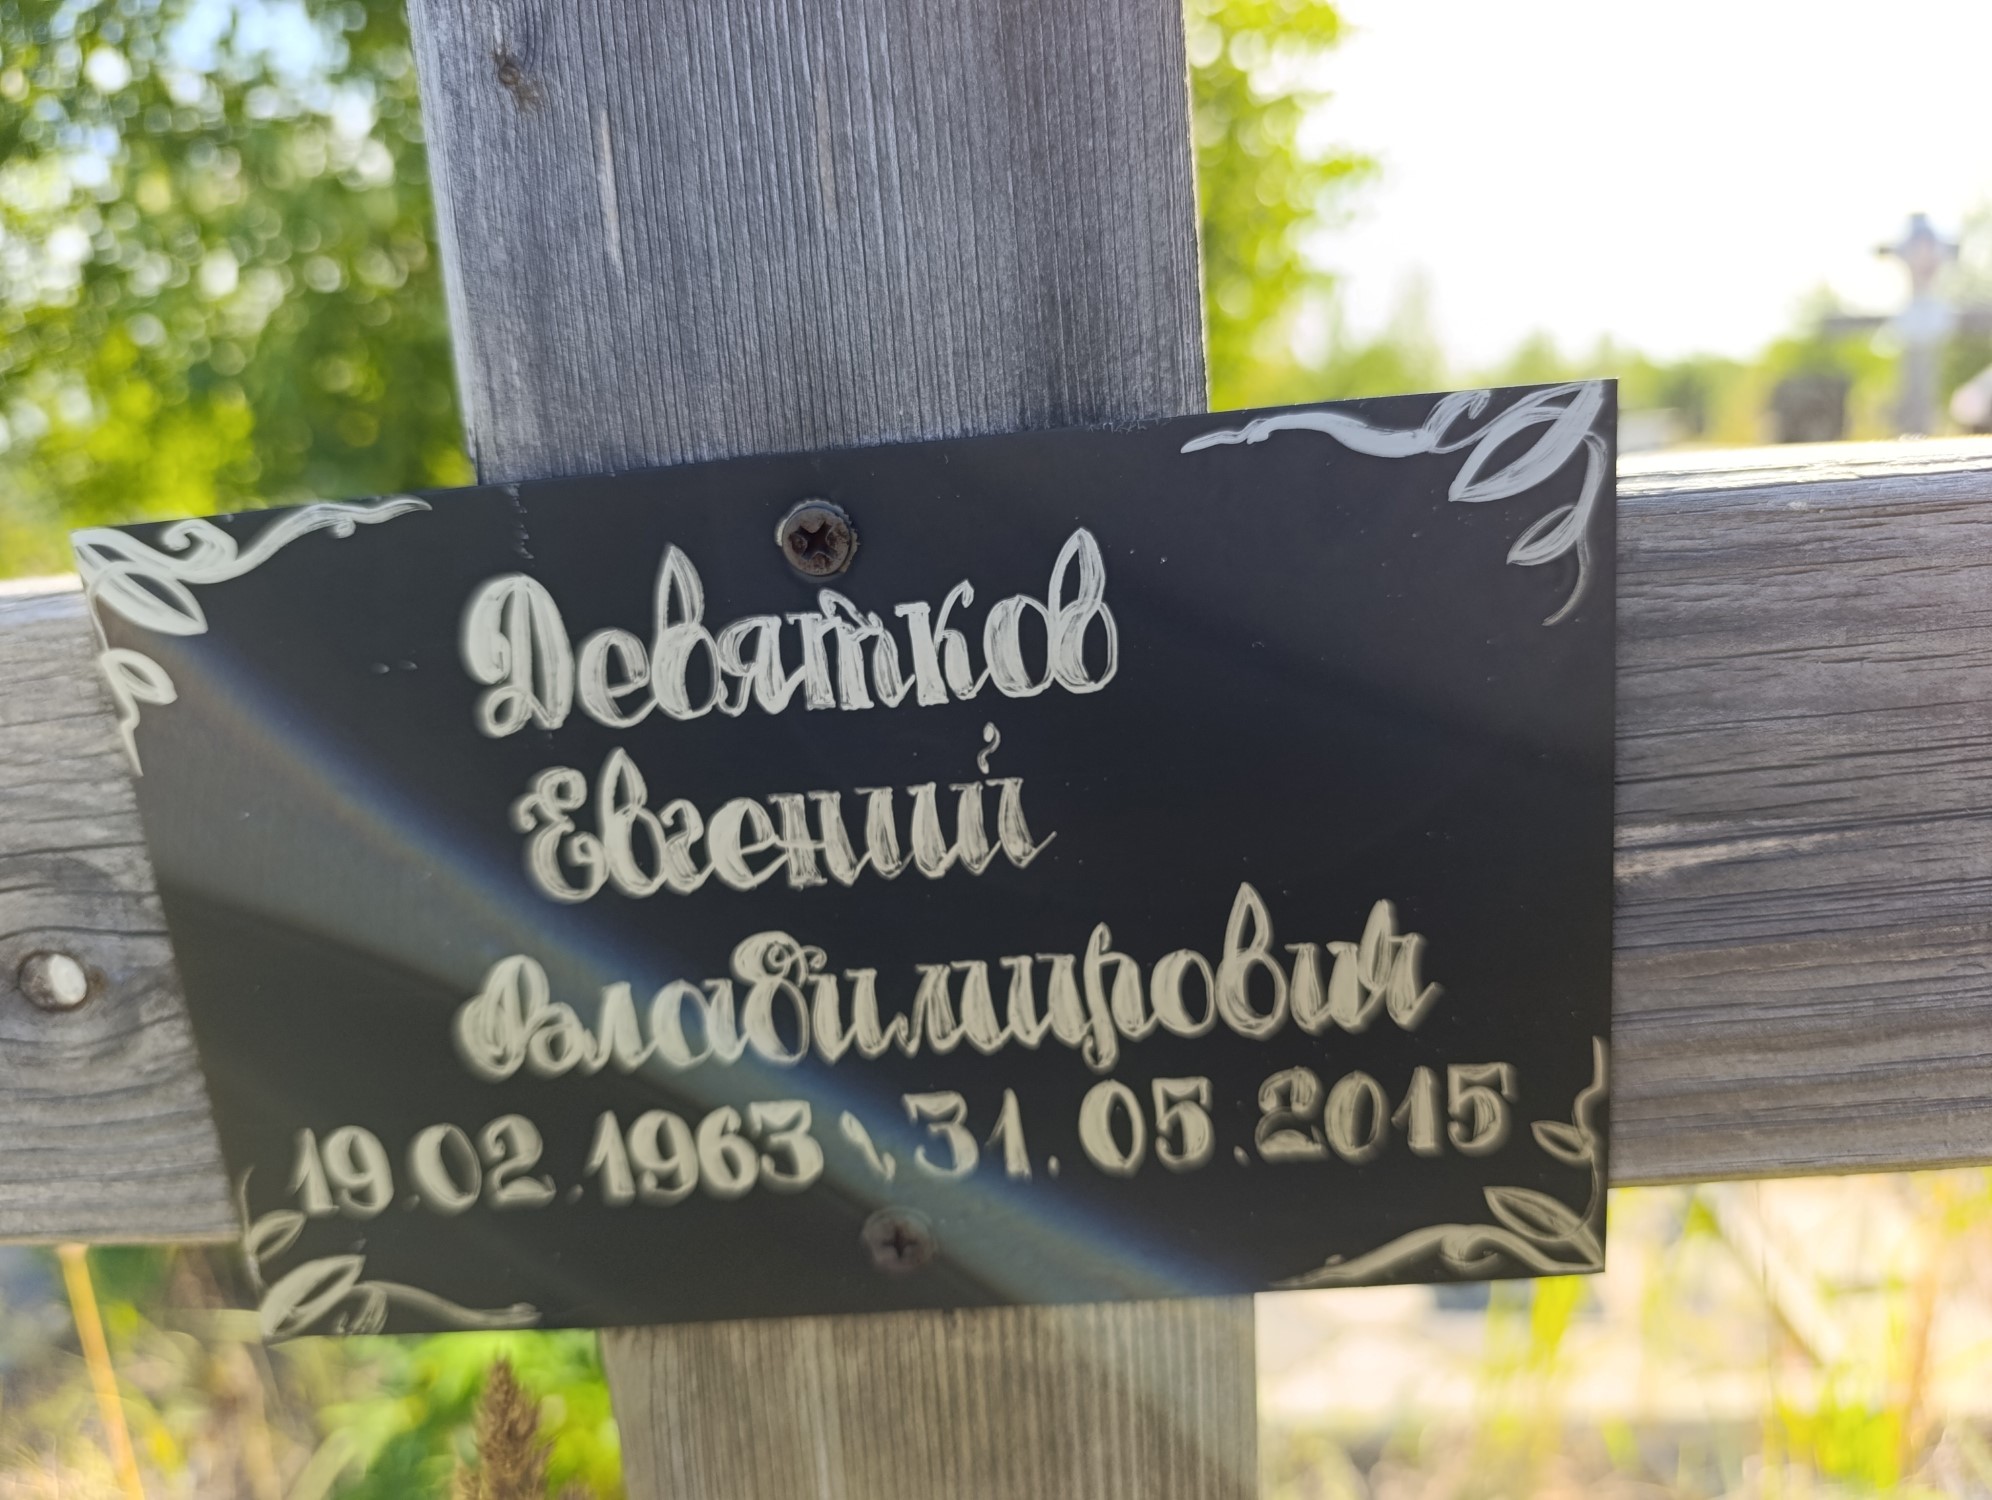 Девятков
Евгений
Владимирович
19.02.1963 \ 31.05.2015